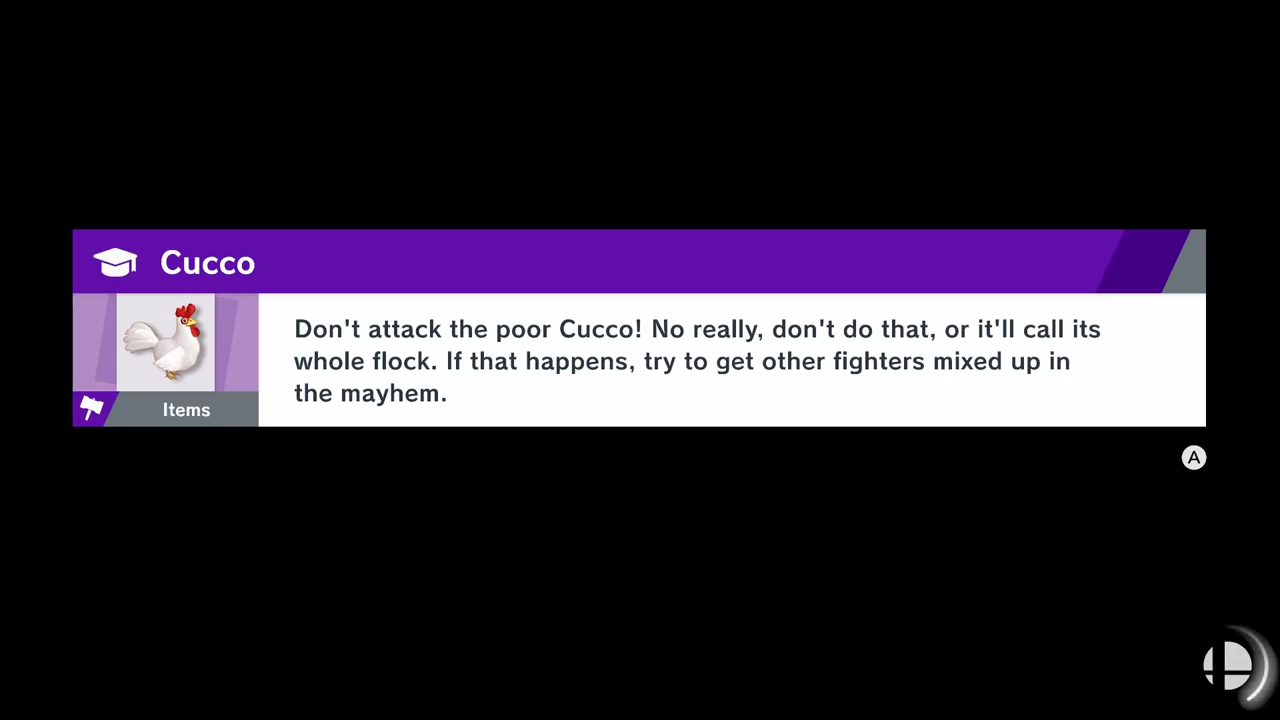 Cucco
Don't attack the poor Cucco! No really, don't do that, or it'll call its
whole flock. If that happens, try to get other fighters mixed up in
the mayhem.
Items
A